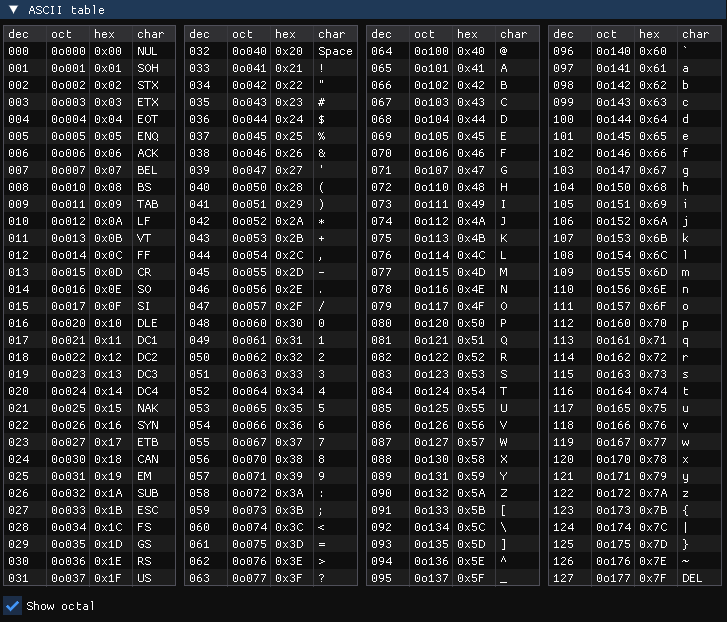 ASCII table
dec oct hex char dec oct hex char dec oct hex char dec oct hex char
000 0o000 0x00 NUL 032 0o040 0x20 Space 064 0o100 0x40 @ 096 0o140 0x60 `
001 0o001 0x01 SOH 033 0o041 0x21 ! 065 0o101 0x41 A 097 0o141 0x61 a
002 0o002 0x02 STX 034 0o042 0x22 " 066 0o102 0x42 B 098 0o142 0x62 b
003 0o003 0x03 ETX 035 0o043 0x23 # 067 0o103 0x43 C 099 0o143 0x63 c
004 0o004 0x04 EOT 036 0o044 0x24 $ 068 0o104 0x44 D 100 0o144 0x64 d
005 0o005 0x05 ENQ 037 0o045 0x25 % 069 0o105 0x45 E 101 0o145 0x65 e
006 0o006 0x06 ACK 038 0o046 0x26 & 070 0o106 0x46 F 102 0o146 0x66 f
007 0o007 0x07 BEL 039 0o047 0x27 ' 071 0o107 0x47 G 103 0o147 0x67 g
008 0o010 0x08 BS 040 0o050 0x28 ( 072 0o110 0x48 H 104 0o150 0x68 h
009 0o011 0x09 TAB 041 0o051 0x29 ) 073 0o111 0x49 I 105 0o151 0x69 i
010 0o012 0x0A LF 042 0o052 0x2A * 074 0o112 0x4A J 106 0o152 0x6A j
011 0o013 0x0B VT 043 0o053 0x2B + 075 0o113 0x4B K 107 0o153 0x6B k
012 0o014 0x0C FF 044 0o054 0x2C , 076 0o114 0x4C L 108 0o154 0x6C l
013 0o015 0x0D CR 045 0o055 0x2D - 077 0o115 0x4D M 109 0o155 0x6D m
014 0o016 0x0E SO 046 0o056 0x2E . 078 0o116 0x4E N 110 0o156 0x6E n
015 0o017 0x0F SI 047 0o057 0x2F / 079 0o117 0x4F O 111 0o157 0x6F o
016 0o020 0x10 DLE 048 0o060 0x30 0 080 0o120 0x50 P 112 0o160 0x70 p
017 0o021 0x11 DC1 049 0o061 0x31 1 081 0o121 0x51 Q 113 0o161 0x71 q
018 0o022 0x12 DC2 050 0o062 0x32 2 082 0o122 0x52 R 114 0o162 0x72 r
019 0o023 0x13 DC3 051 0o063 0x33 3 083 0o123 0x53 S 115 0o163 0x73 s
020 0o024 0x14 DC4 052 0o064 0x34 4 084 0o124 0x54 T 116 0o164 0x74 t
021 0o025 0x15 NAK 053 0o065 0x35 5 085 0o125 0x55 U 117 0o165 0x75 u
022 0o026 0x16 SYN 054 0o066 0x36 6 086 0o126 0x56 V 118 0o166 0x76 v
023 0o027 0x17 ETB 055 0o067 0x37 7 087 0o127 0x57 W 119 0o167 0x77 w
024 0o030 0x18 CAN 056 0o070 0x38 8 088 0o130 0x58 X 120 0o170 0x78 x
025 0o031 0x19 EM 057 0o071 0x39 9 089 0o131 0x59 Y 121 0o171 0x79 y
026 0o032 0x1A SUB 058 0o072 0x3A : 090 0o132 0x5A Z 122 0o172 0x7A z
027 0o033 0x1B ESC 059 0o073 0x3B ; 091 0o133 0x5B [ 123 0o173 0x7B {
028 0o034 0x1C FS 060 0o074 0x3C < 092 0o134 0x5C \ 124 0o174 0x7C |
029 0o035 0x1D GS 061 0o075 0x3D = 093 0o135 0x5D ] 125 0o175 0x7D }
030 0o036 0x1E RS 062 0o076 0x3E > 094 0o136 0x5E ^ 126 0o176 0x7E ~
031 0o037 0x1F US 063 0o077 0x3F ? 095 0o137 0x5F _ 127 0o177 0x7F DEL
Show octal